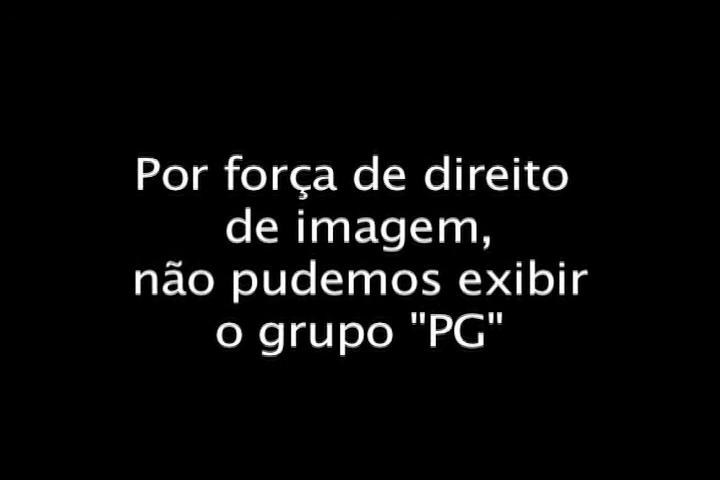 Por força de direito
de imagem,
não pudemos exibir
o grupo "PG"